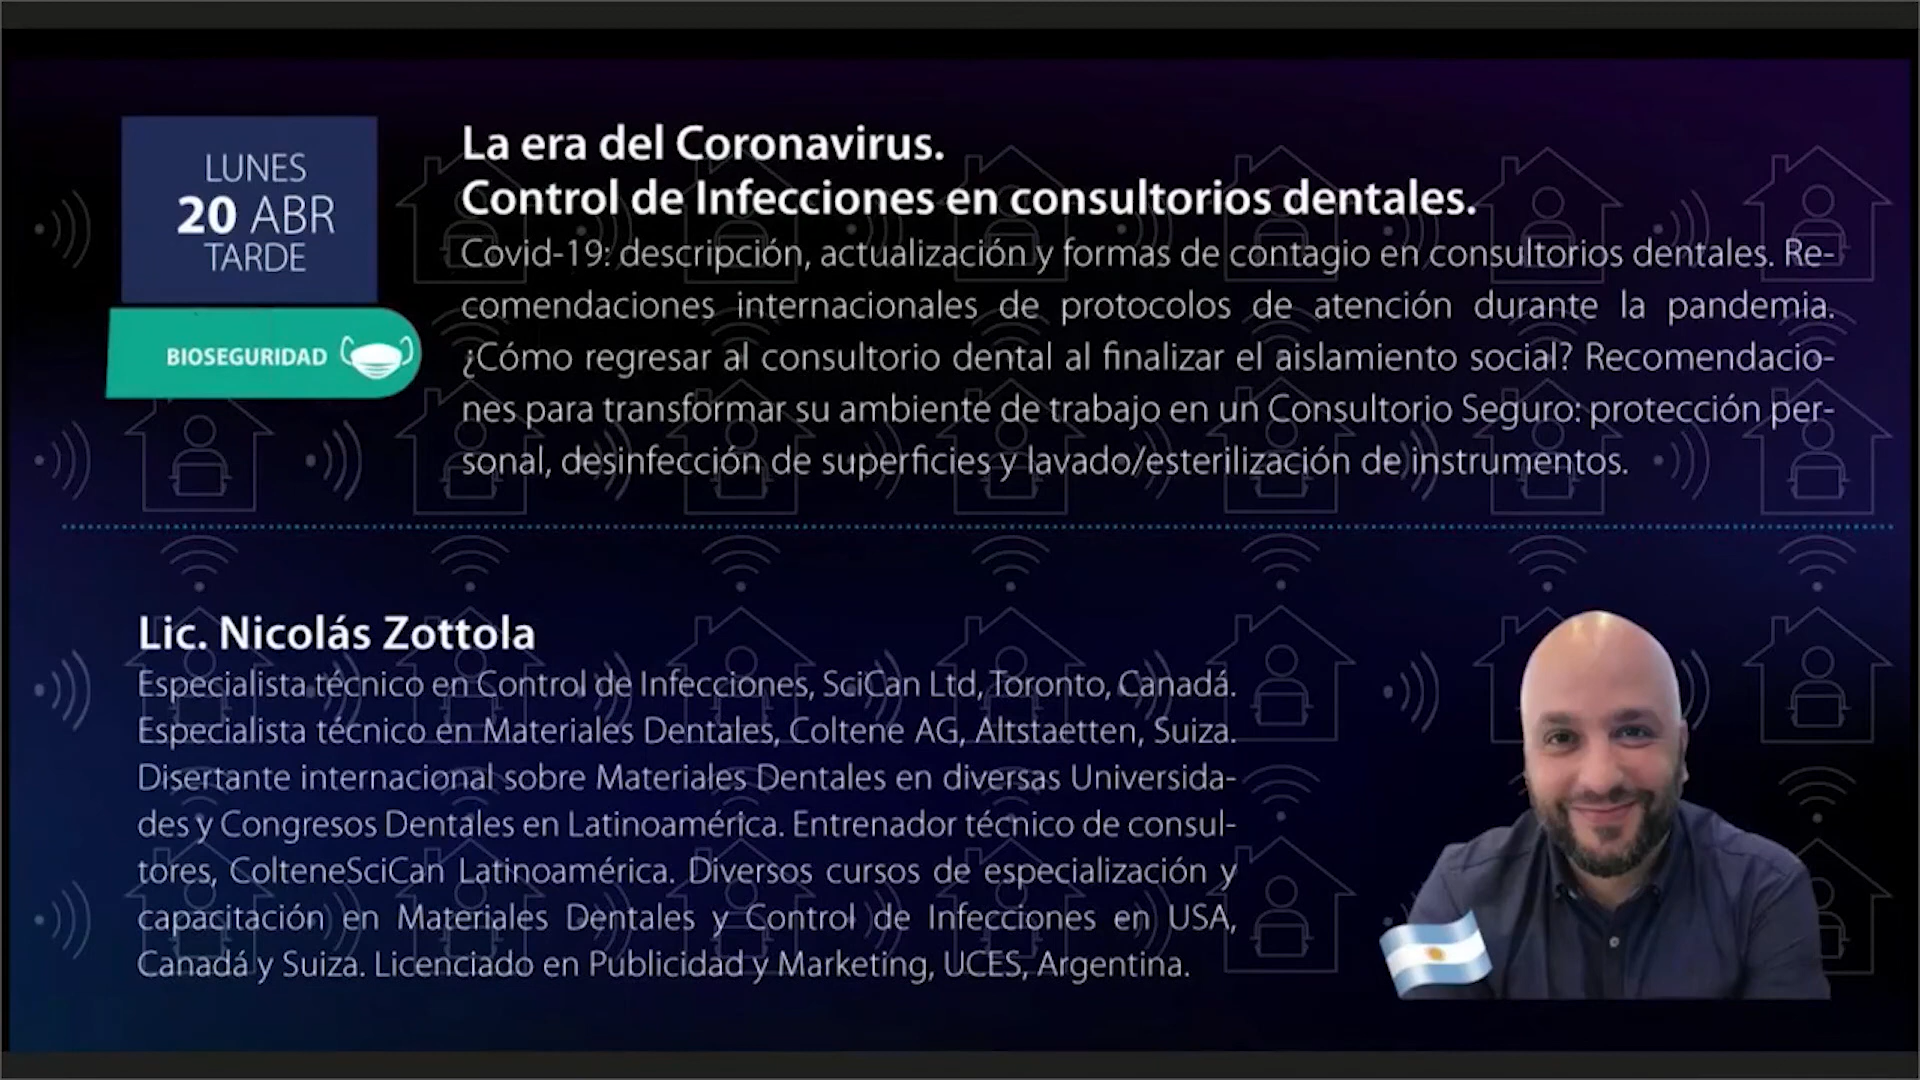 LUNES
20 ABR
TARDE
BIOSEGURIDAD
La era del Coronavirus.
Control de Infecciones en consultorios dentales.
Covid-19: descripción, actualización y formas de contagio en consultorios dentales. Re-
comendaciones internacionales de protocolos de atención durante la pandemia.
¿Cómo regresar al consultorio dental al finalizar el aislamiento social? Recomendacio-
nes para transformar su ambiente de trabajo en un Consultorio Seguro: protección per-
sonal, desinfección de superficies y lavado/esterilización de instrumentos.
Lic. Nicolás Zottola
Especialista técnico en Control de Infecciones, SciCan Ltd, Toronto, Canadá.
Especialista técnico en Materiales Dentales, Coltene AG, Altstaetten, Suiza.
Disertante internacional sobre Materiales Dentales en diversas Universida-
des y Congresos Dentales en Latinoamérica. Entrenador técnico de consul-
tores, ColteneSciCan Latinoamérica. Diversos cursos de especialización y
capacitación en Materiales Dentales y Control de Infecciones en USA,
Canadá y Suiza. Licenciado en Publicidad y Marketing, UCES, Argentina.